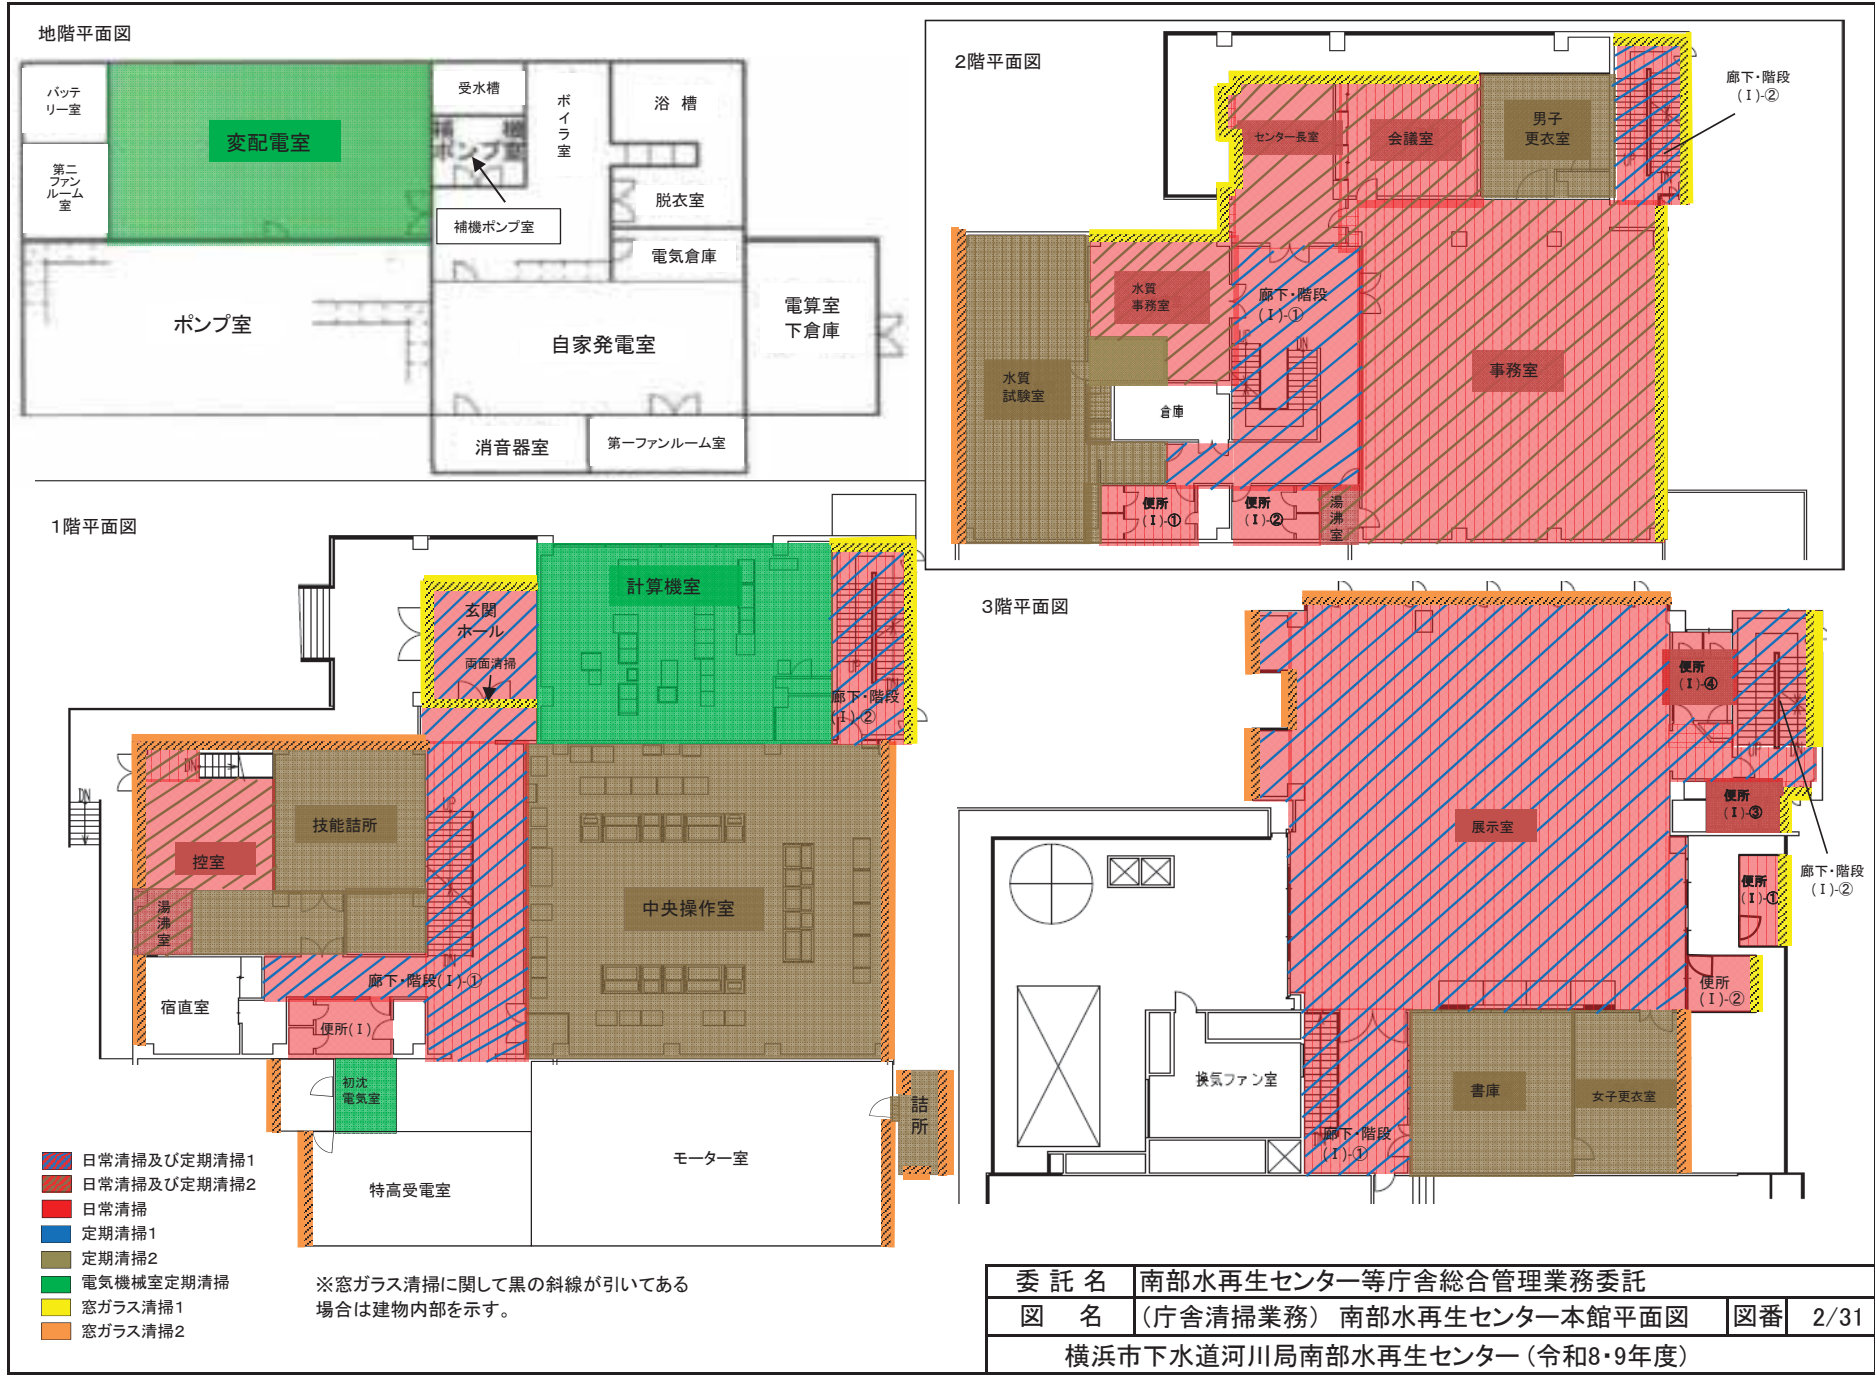 地階平面図
バッテ
リー室
変配電室
第二
ファン
ルーム
室
受水槽
補機
ポンプ室
補機ポンプ室
ボイラ室
浴 槽
脱衣室
電気倉庫
ポンプ室
自家発電室
電算室
下倉庫
消音器室
第一ファンルーム室
2階平面図
廊下・階段
(Ⅰ)-②
センター長室
会議室
男子
更衣室
UP
DN
水質
事務室
廊下・階段
(Ⅰ)-①
UP
DN
水質
試験室
事務室
倉庫
便所
(Ⅰ)-①
便所
(Ⅰ)-②
湯沸室
1階平面図
玄関
ホール
両面清掃
計算機室
UP
DN
廊下・階段
(Ⅰ)-②
DN
DN
技能詰所
控室
UP
中央操作室
湯沸室
DN
廊下・階段(Ⅰ)-①
宿直室
便所(Ⅰ)
初沈
電気室
詰所
モーター室
特高受電室
3階平面図
便所
(Ⅰ)-④
UP
DN
便所
(Ⅰ)-③
展示室
廊下・階段
(Ⅰ)-②
便所
(Ⅰ)-①
便所
(Ⅰ)-②
換気ファン室
書庫
女子更衣室
廊下・階段
(Ⅰ)-①
日常清掃及び定期清掃1
日常清掃及び定期清掃2
日常清掃
定期清掃1
定期清掃2
電気機械室定期清掃
窓ガラス清掃1
窓ガラス清掃2
※窓ガラス清掃に関して黒の斜線が引いてある
場合は建物内部を示す。
委 託 名 南部水再生センター等庁舎総合管理業務委託
図 名 (庁舎清掃業務) 南部水再生センター本館平面図 図番 2/31
横浜市下水道河川局南部水再生センター (令和8・9年度)